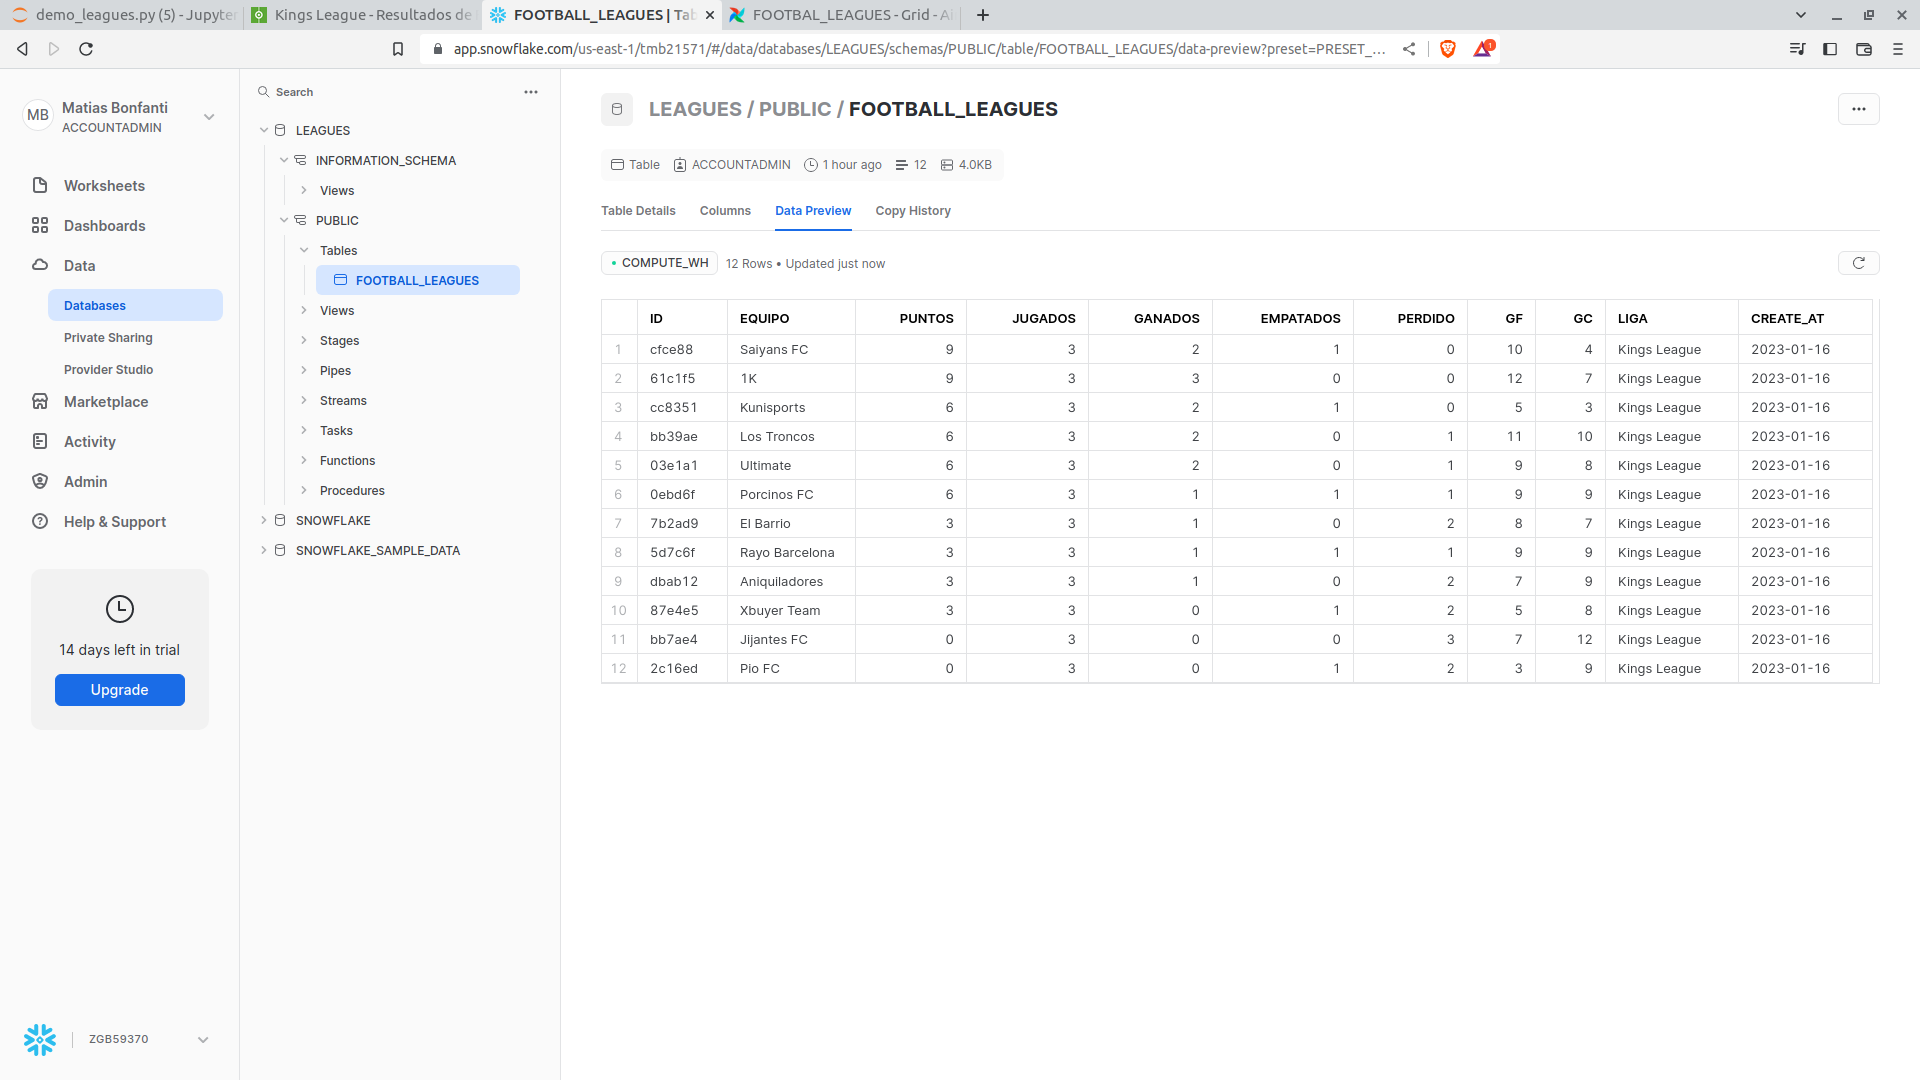 demo_leagues.py (5) - Jupyte
Kings League - Resultados de
FOOTBALL_LEAGUES | Tab
FOOTBAL_LEAGUES - Grid - A
app.snowflake.com/us-east-1/tmb21571/#/data/databases/LEAGUES/schemas/PUBLIC/table/FOOTBALL_LEAGUES/data-preview?preset=PRESET_...
1
MB
Matias Bonfanti
ACCOUNTADMIN
Worksheets
Dashboards
Data
Databases
Private Sharing
Provider Studio
Marketplace
Activity
Admin
Help & Support
14 days left in trial
Upgrade
ZGB59370
Search
LEAGUES
INFORMATION_SCHEMA
Views
PUBLIC
Tables
FOOTBALL_LEAGUES
Views
Stages
Pipes
Streams
Tasks
Functions
Procedures
SNOWFLAKE
SNOWFLAKE_SAMPLE_DATA
LEAGUES / PUBLIC / FOOTBALL_LEAGUES
Table ACCOUNTADMIN 1 hour ago 12 4.0KB
Table Details Columns Data Preview Copy History
COMPUTE_WH 12 Rows • Updated just now
ID EQUIPO PUNTOS JUGADOS GANADOS EMPATADOS PERDIDO GF GC LIGA CREATE_AT
1 cfce88 Saiyans FC 9 3 2 1 0 10 4 Kings League 2023-01-16
2 61c1f5 1K 9 3 3 0 0 12 7 Kings League 2023-01-16
3 cc8351 Kunisports 6 3 2 1 0 5 3 Kings League 2023-01-16
4 bb39ae Los Troncos 6 3 2 0 1 11 10 Kings League 2023-01-16
5 03e1a1 Ultimate 6 3 2 0 1 9 8 Kings League 2023-01-16
6 0ebd6f Porcinos FC 6 3 1 1 1 9 9 Kings League 2023-01-16
7 7b2ad9 El Barrio 3 3 1 0 2 8 7 Kings League 2023-01-16
8 5d7c6f Rayo Barcelona 3 3 1 1 1 9 9 Kings League 2023-01-16
9 dbab12 Aniquiladores 3 3 1 0 2 7 9 Kings League 2023-01-16
10 87e4e5 Xbuyer Team 3 3 0 1 2 5 8 Kings League 2023-01-16
11 bb7ae4 Jijantes FC 0 3 0 0 3 7 12 Kings League 2023-01-16
12 2c16ed Pio FC 0 3 0 1 2 3 9 Kings League 2023-01-16